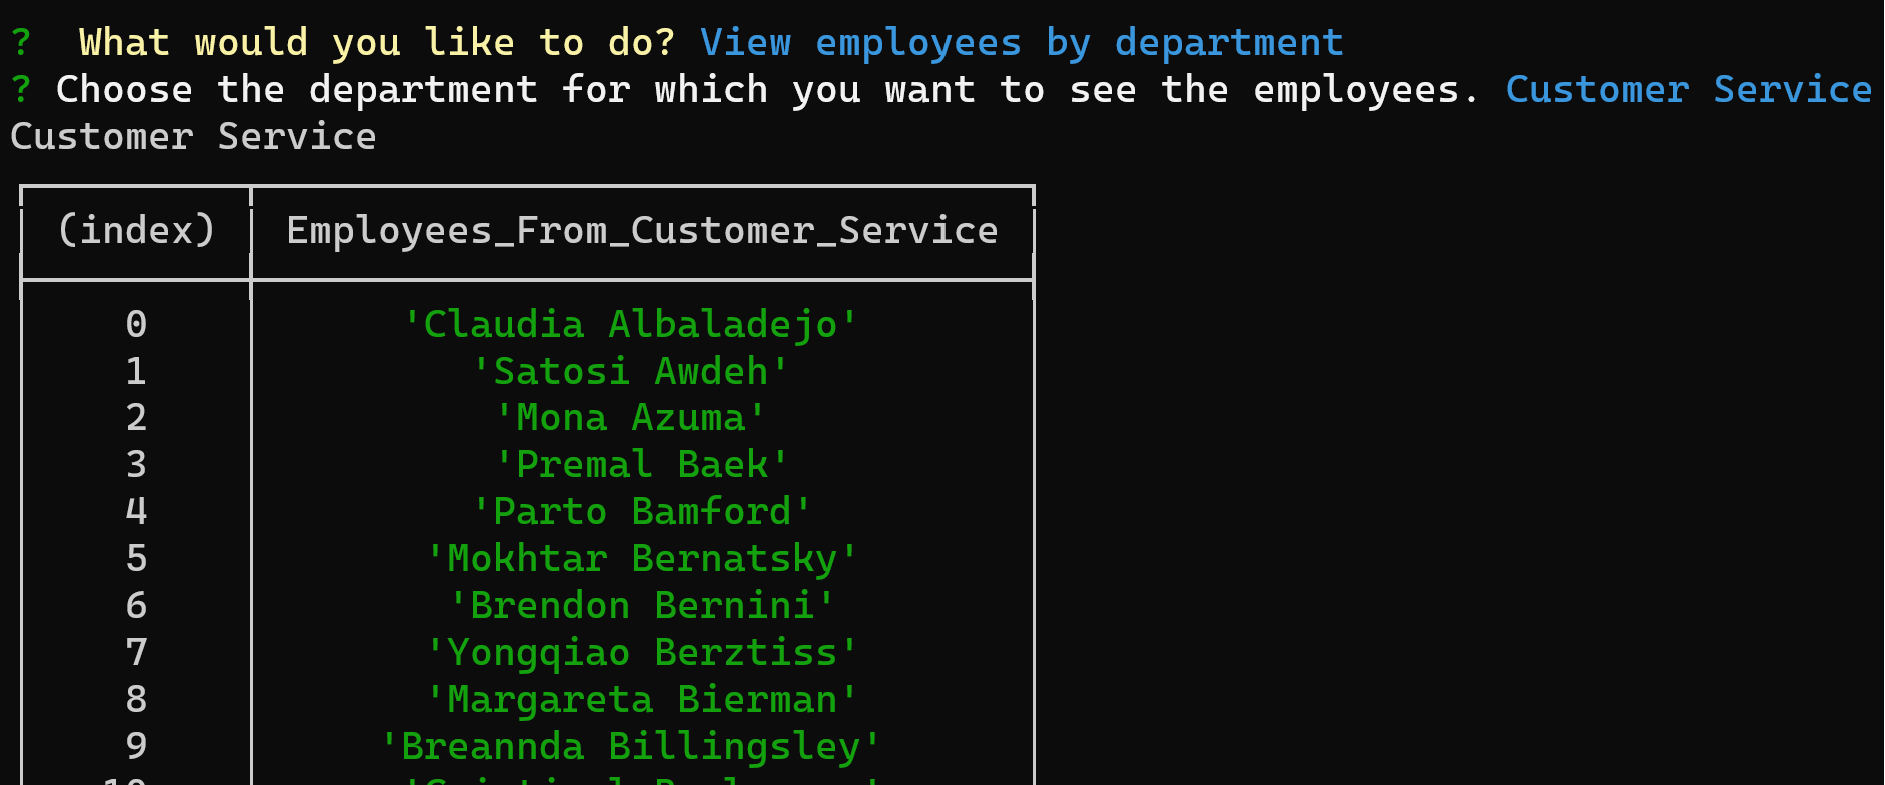 ? What would you like to do? View employees by department
? Choose the department for which you want to see the employees. Customer Service
Customer Service
(index) Employees_From_Customer_Service
0 'Claudia Albaladejo'
1 'Satosi Awdeh'
2 'Mona Azuma'
3 'Premal Baek'
4 'Parto Bamford'
5 'Mokhtar Bernatsky'
6 'Brendon Bernini'
7 'Yongqiao Berztiss'
8 'Margareta Bierman'
9 'Breannda Billingsley'
10